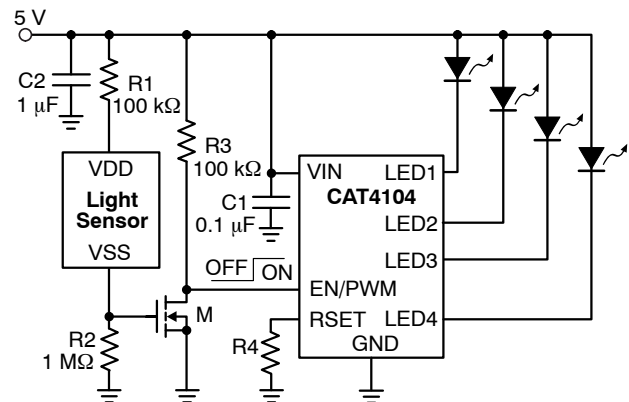 5 V
C2
1 μF
R1
100 kΩ
R3
100 kΩ
VDD
Light
Sensor
VSS
C1
0.1 μF
VIN
LED1
CAT4104
LED2
LED3
OFF
ON
EN/PWM
M
RSET
LED4
GND
R2
1 MΩ
R4